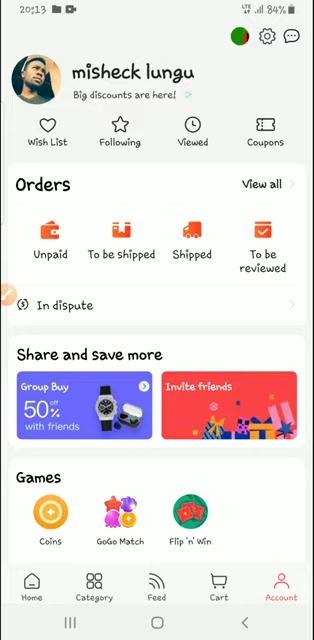 20:13
LTE
84%
misheck lungu
Big discounts are here!
Wish List
Following
Viewed
Coupons
Orders
View all
Unpaid
To be shipped
Shipped
To be
reviewed
In dispute
Share and save more
Group Buy
50% off
with friends
Invite friends
Games
Coins
GoGo Match
Flip 'n' Win
Home
Category
Feed
Cart
Account